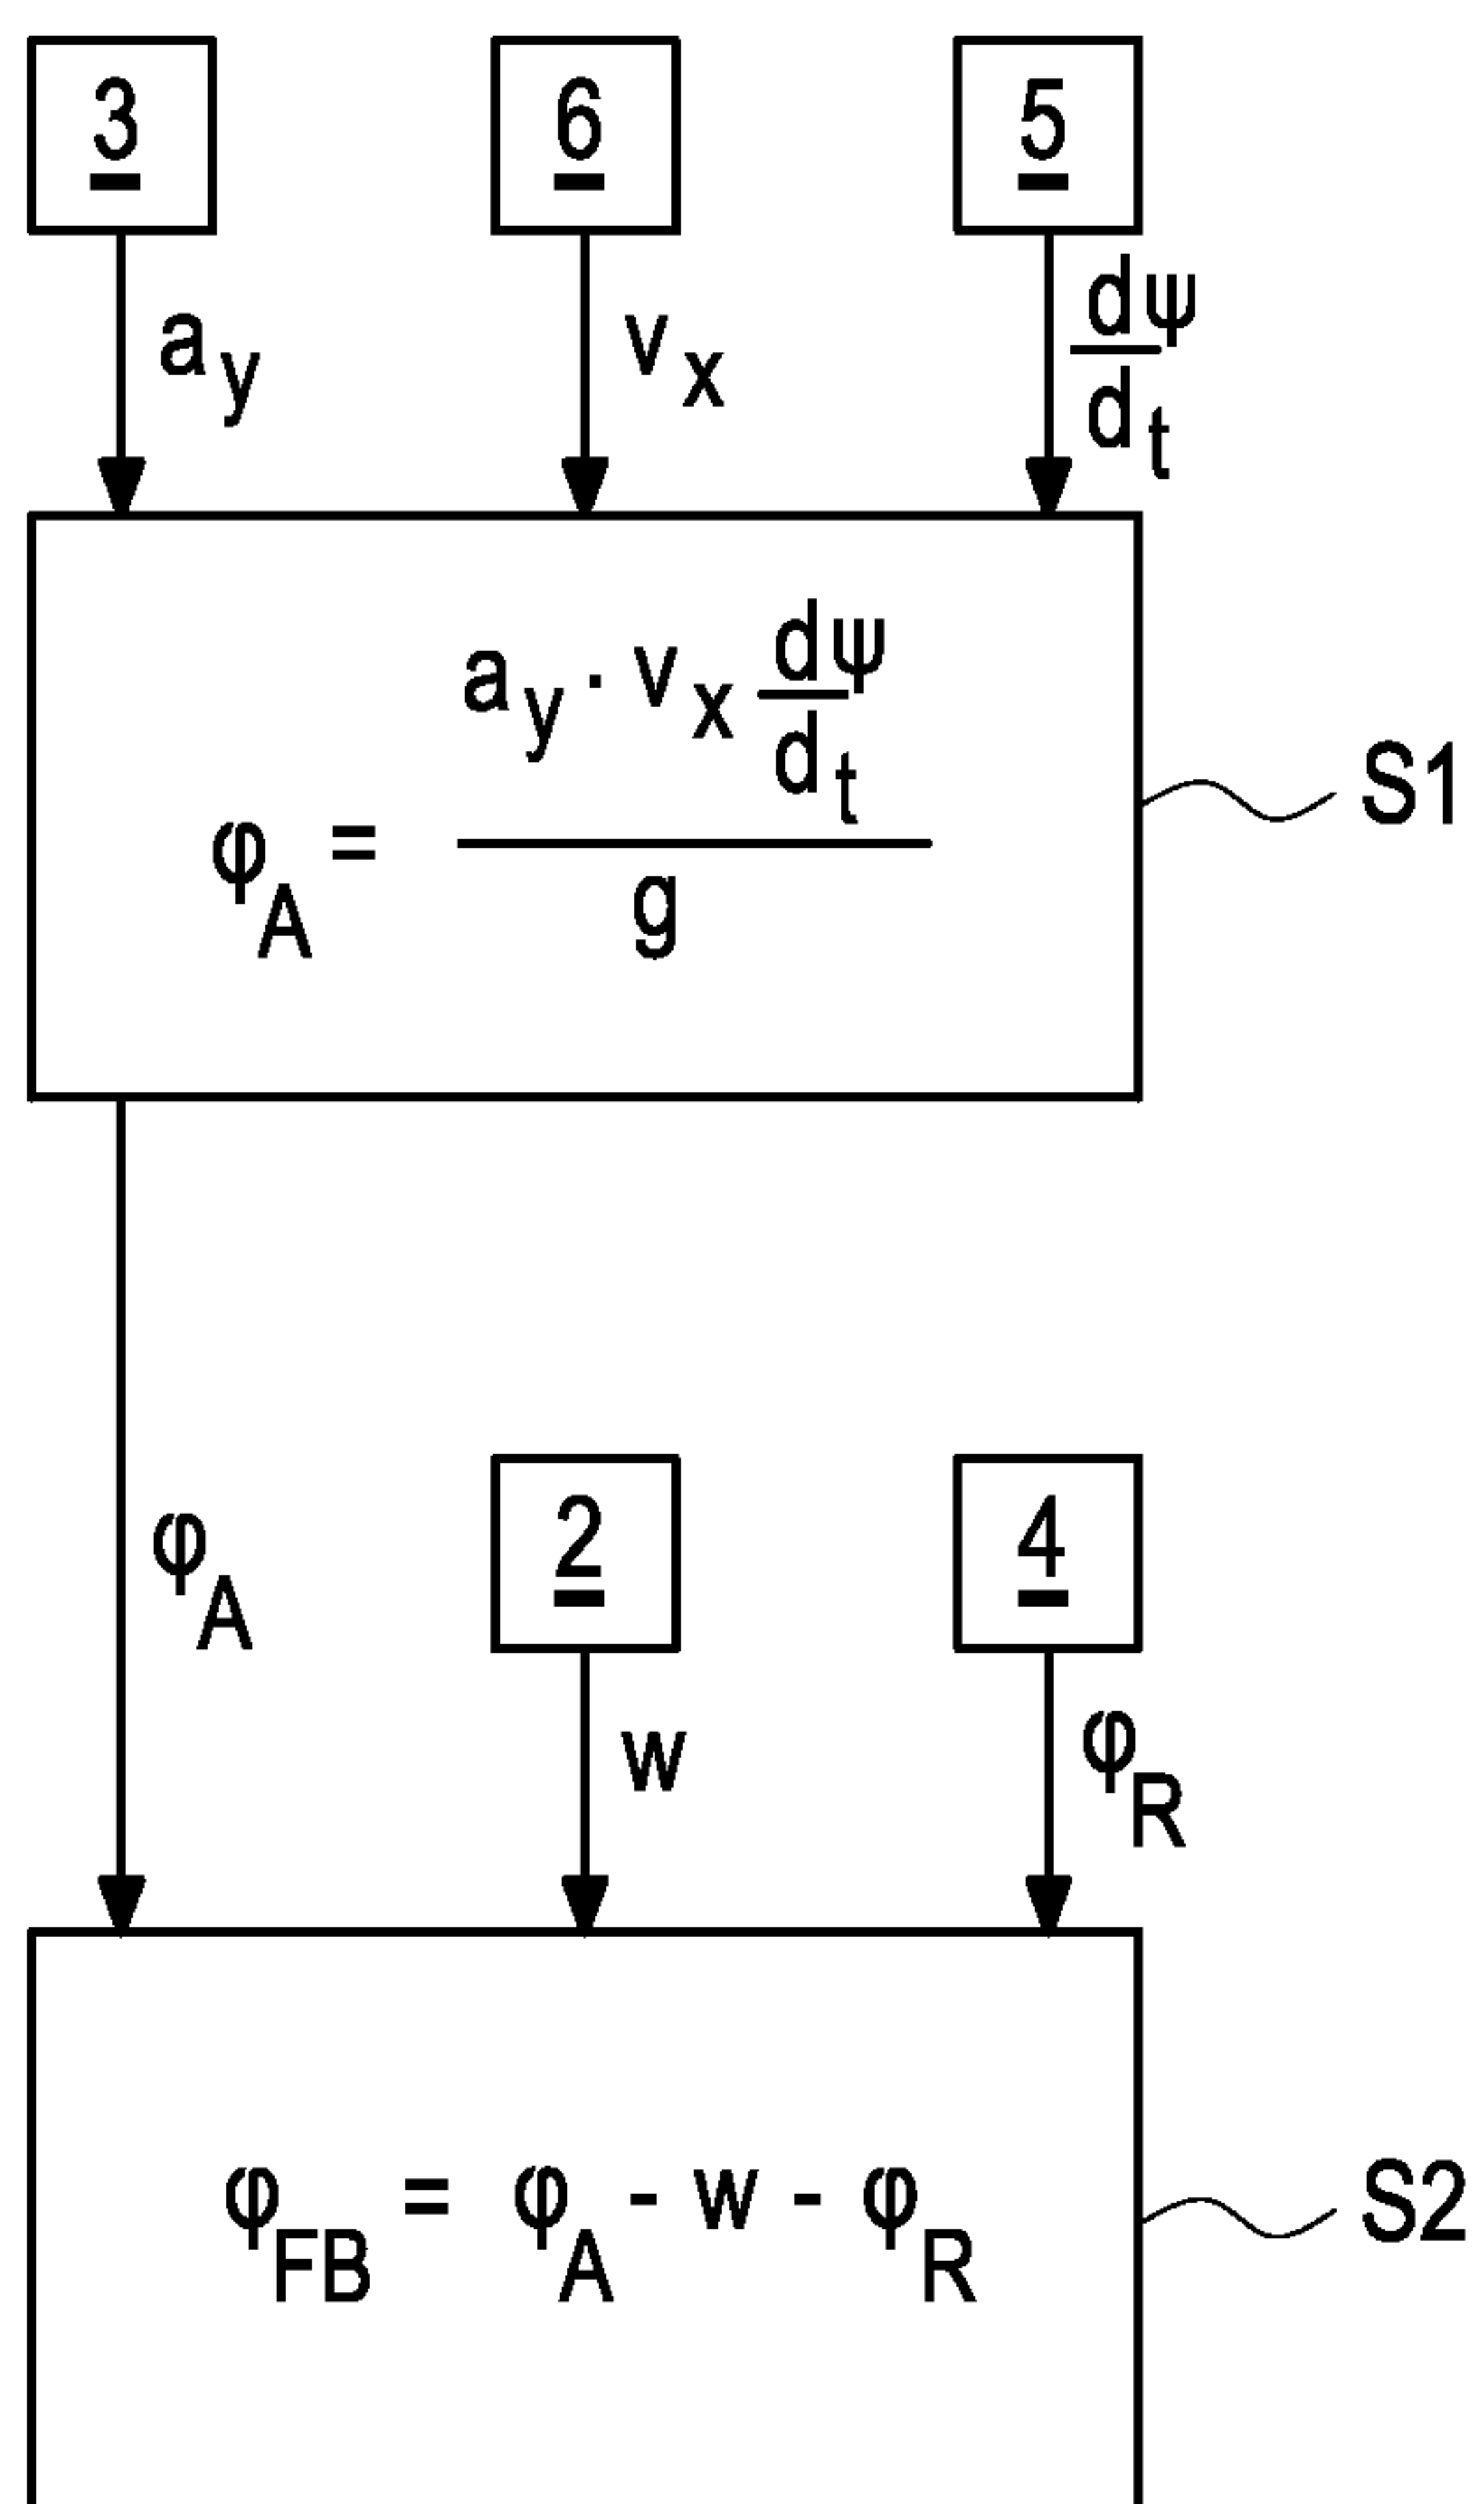 3 6 5
a_y v_x dψ/d_t
φ_A = (a_y · v_x dψ/d_t) / g
S1
2 4
φ_A
w φ_R
φ_FB = φ_A - w - φ_R
S2